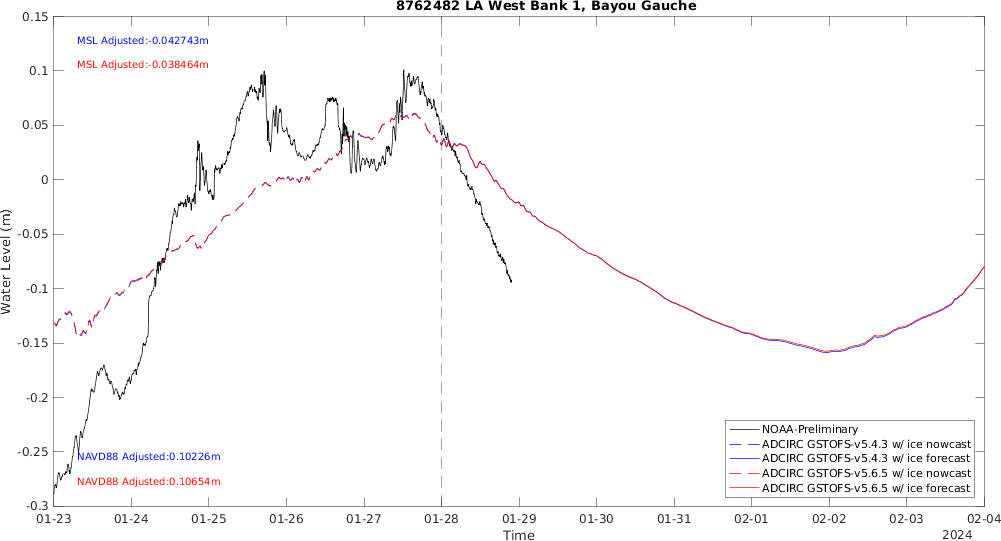 8762482 LA West Bank 1, Bayou Gauche
0.15
0.1
0.05
0
-0.05
-0.1
-0.15
-0.2
-0.25
-0.3
Water Level (m)
MSL Adjusted:-0.042743m
MSL Adjusted:-0.038464m
NAVD88 Adjusted:0.10226m
NAVD88 Adjusted:0.10654m
NOAA-Preliminary
ADCIRC GSTOFS-v5.4.3 w/ ice nowcast
ADCIRC GSTOFS-v5.4.3 w/ ice forecast
ADCIRC GSTOFS-v5.6.5 w/ ice nowcast
ADCIRC GSTOFS-v5.6.5 w/ ice forecast
01-23 01-24 01-25 01-26 01-27 01-28 01-29 01-30 01-31 02-01 02-02 02-03 02-04
Time
2024